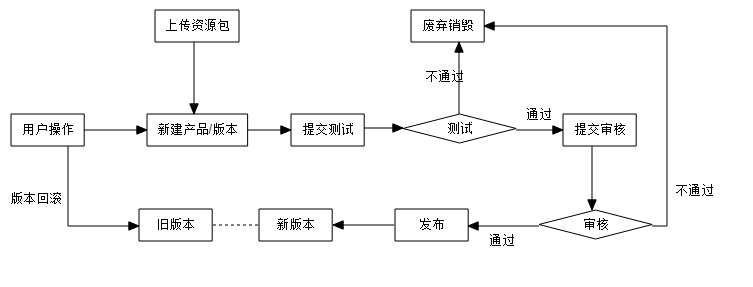 上传资源包
废弃销毁
不通过
用户操作
新建产品/版本
提交测试
测试
通过
提交审核
版本回滚
不通过
旧版本
新版本
发布
通过
审核